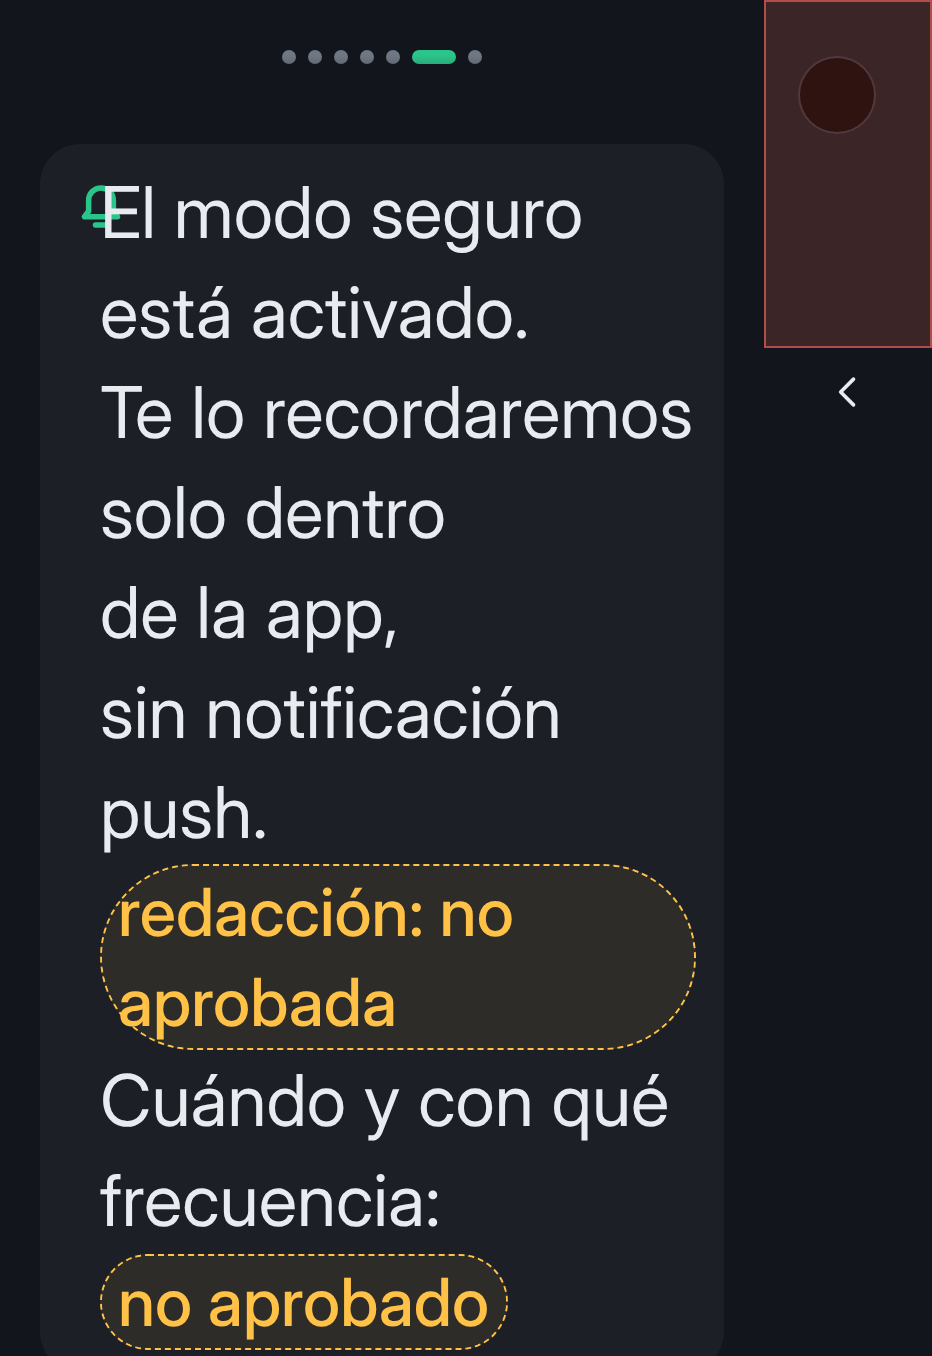 El modo seguro
está activado.
Te lo recordaremos
solo dentro
de la app,
sin notificación
push.
redacción: no
aprobada
Cuándo y con qué
frecuencia:
no aprobado